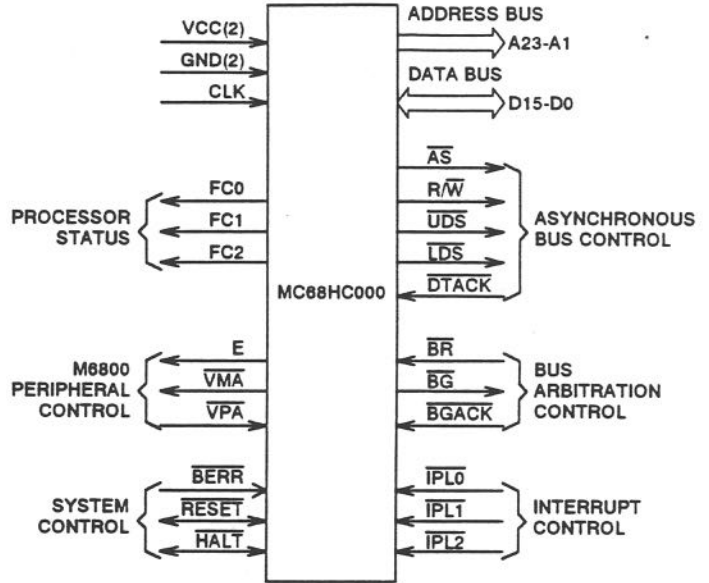 ADDRESS BUS
VCC(2)
A23-A1
GND(2)
DATA BUS
CLK
D15-D0
AS
FC0
R/W
PROCESSOR
STATUS
FC1
UDS
ASYNCHRONOUS
BUS CONTROL
FC2
LDS
MC68HC000
DTACK
M6800
PERIPHERAL
CONTROL
E
BR
VMA
BG
BUS
ARBITRATION
CONTROL
VPA
BGACK
SYSTEM
CONTROL
BERR
IPL0
RESET
IPL1
INTERRUPT
CONTROL
HALT
IPL2